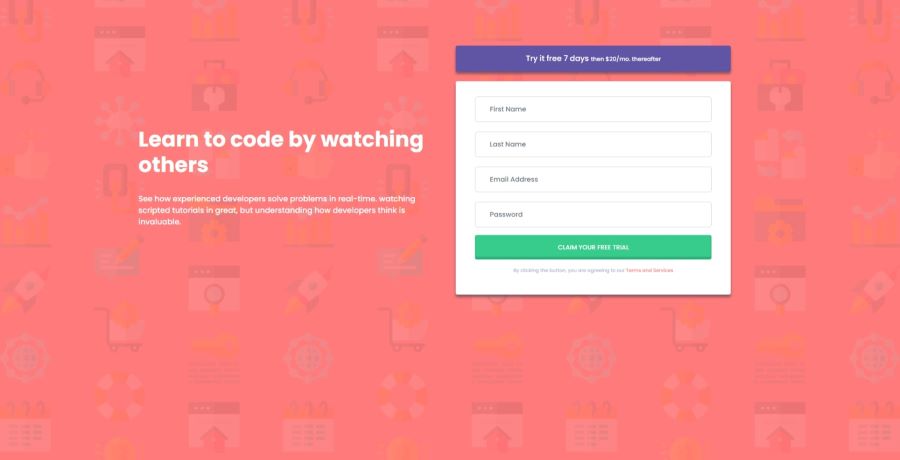 Learn to code by watching
others
See how experienced developers solve problems in real-time. watching
scripted tutorials in great, but understanding how developers think is
invaluable.
Try it free 7 days then $20/mo. thereafter
First Name
Last Name
Email Address
Password
CLAIM YOUR FREE TRIAL
By clicking the button, you are agreeing to our Terms and Services